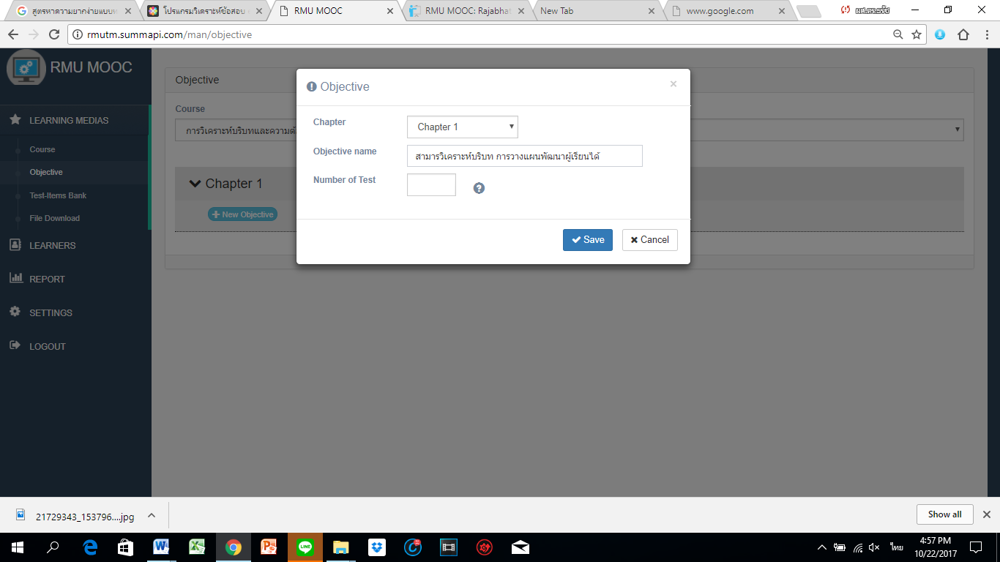 สูตรหาความยากง่ายแบบท
โปรแกรมวิเคราะห์ข้อสอบ
RMU MOOC
RMU MOOC: Rajabhat
New Tab
www.google.com
rmutm.summapi.com/man/objective
RMU MOOC
LEARNING MEDIAS
Course
Objective
Test-Items Bank
File Download
LEARNERS
REPORT
SETTINGS
LOGOUT
Objective
Course
การวิเคราะห์บริบทและความต้
Chapter 1
New Objective
Objective
Chapter
Chapter 1
Objective name
สามารวิเคราะห์บริบท การวางแผนพัฒนาผู้เรียนได้
Number of Test
Save
Cancel
21729343_153796....jpg
Show all
LINE
ไทย
4:57 PM
10/22/2017